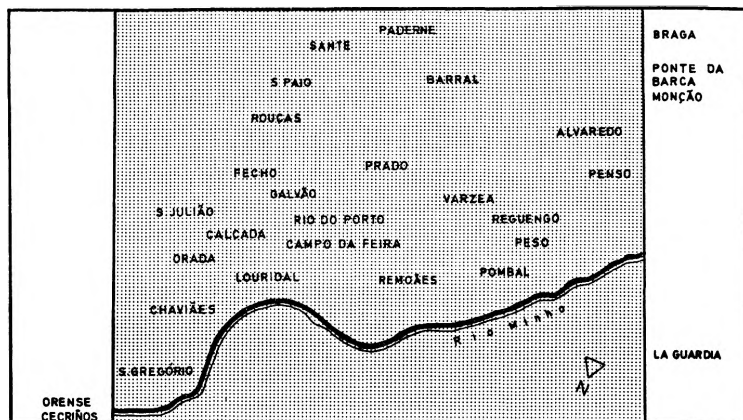 PADERNE
SANTE
BRAGA
PONTE DA
BARCA
MONÇÃO
S. PAIO
BARRAL
ROUÇAS
ALVAREDO
FECHO
PRADO
PENSO
GALVÃO
VARZEA
S. JULIÃO
RIO DO PORTO
REGUENGO
CALÇADA
CAMPO DA FEIRA
PESO
ORADA
LOURIDAL
REMOÃES
POMBAL
CHAVIÃES
Rio Minho
LA GUARDIA
S. GREGÓRIO
N
ORENSE
CECRIÑOS